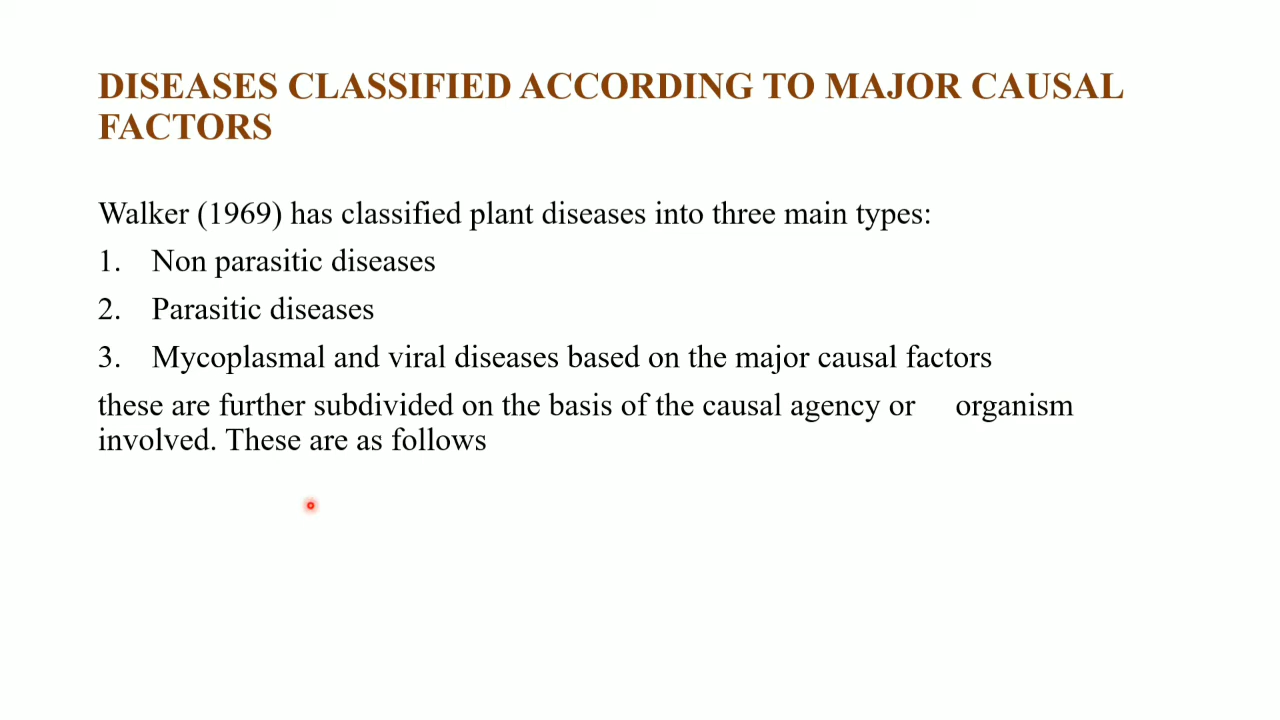 DISEASES CLASSIFIED ACCORDING TO MAJOR CAUSAL
FACTORS
Walker (1969) has classified plant diseases into three main types:
1. Non parasitic diseases
2. Parasitic diseases
3. Mycoplasmal and viral diseases based on the major causal factors
these are further subdivided on the basis of the causal agency or organism
involved. These are as follows